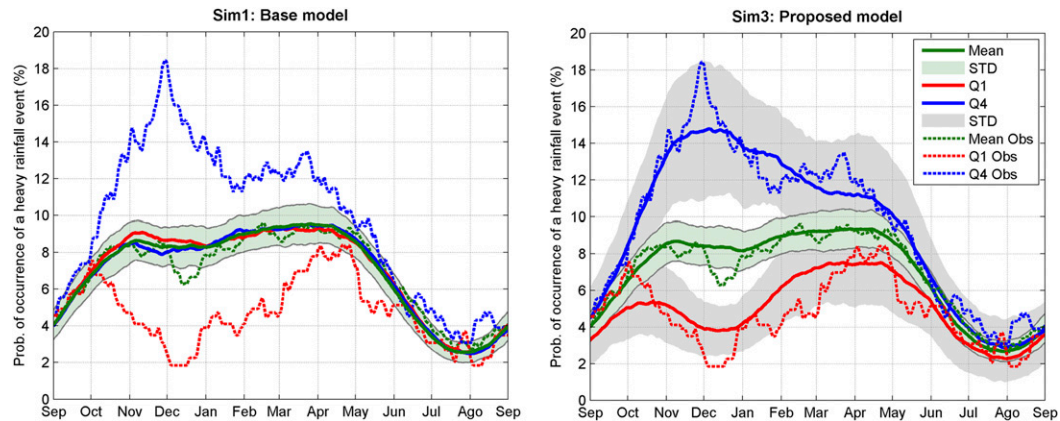 Sim1: Base model
Prob. of occurrence of a heavy rainfall event (%)
20
18
16
14
12
10
8
6
4
2
0
Sep Oct Nov Dec Jan Feb Mar Apr May Jun Jul Ago Sep
Sim3: Proposed model
Prob. of occurrence of a heavy rainfall event (%)
20
18
16
14
12
10
8
6
4
2
0
Sep Oct Nov Dec Jan Feb Mar Apr May Jun Jul Ago Sep
Mean
STD
Q1
Q4
STD
Mean Obs
Q1 Obs
Q4 Obs